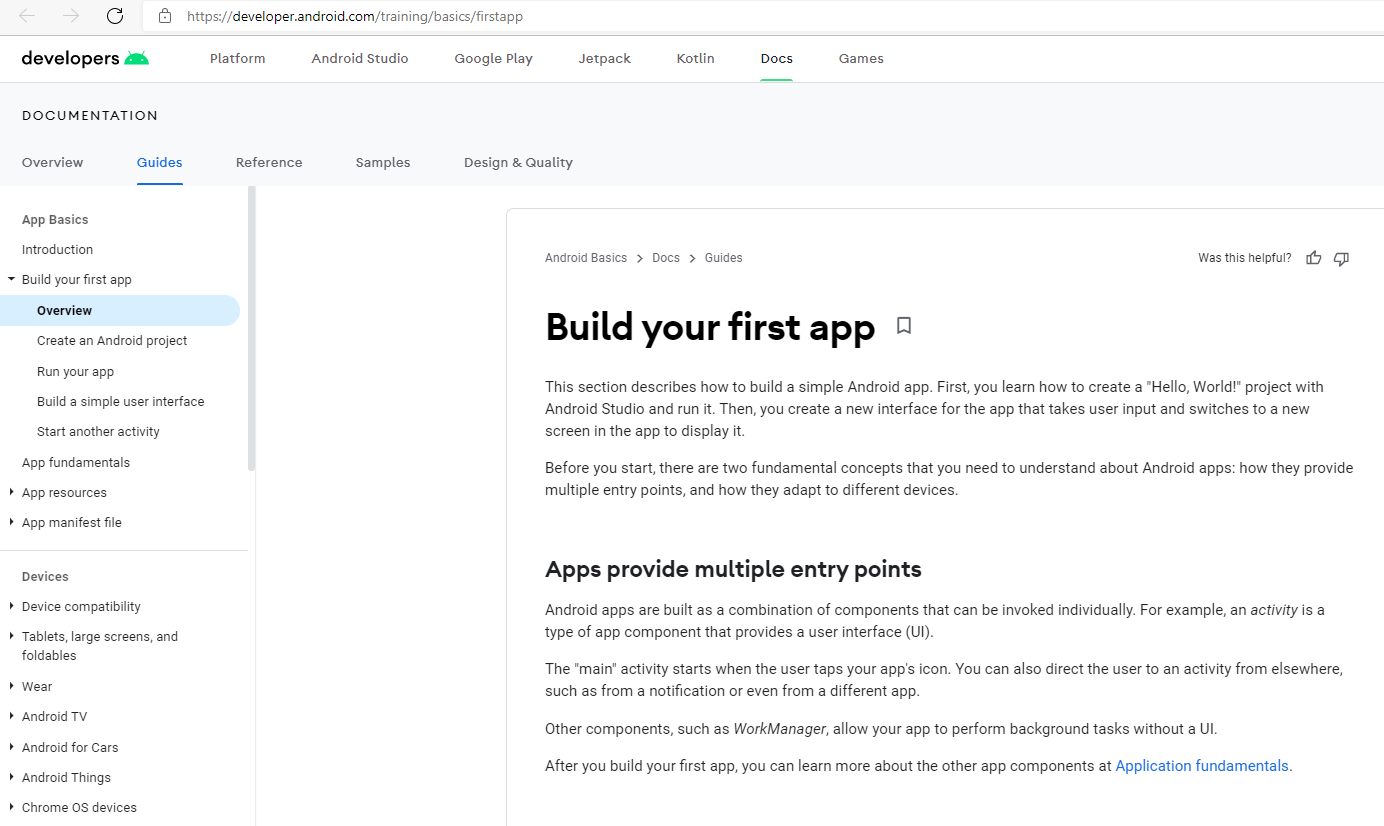 https://developer.android.com/training/basics/firstapp
developers
Platform
Android Studio
Google Play
Jetpack
Kotlin
Docs
Games
DOCUMENTATION
Overview
Guides
Reference
Samples
Design & Quality
App Basics
Introduction
Build your first app
Overview
Create an Android project
Run your app
Build a simple user interface
Start another activity
App fundamentals
App resources
App manifest file
Devices
Device compatibility
Tablets, large screens, and
foldables
Wear
Android TV
Android for Cars
Android Things
Chrome OS devices
Android Basics > Docs > Guides
Was this helpful?
Build your first app
This section describes how to build a simple Android app. First, you learn how to create a "Hello, World!" project with
Android Studio and run it. Then, you create a new interface for the app that takes user input and switches to a new
screen in the app to display it.
Before you start, there are two fundamental concepts that you need to understand about Android apps: how they provide
multiple entry points, and how they adapt to different devices.
Apps provide multiple entry points
Android apps are built as a combination of components that can be invoked individually. For example, an activity is a
type of app component that provides a user interface (UI).
The "main" activity starts when the user taps your app's icon. You can also direct the user to an activity from elsewhere,
such as from a notification or even from a different app.
Other components, such as WorkManager, allow your app to perform background tasks without a UI.
After you build your first app, you can learn more about the other app components at Application fundamentals.